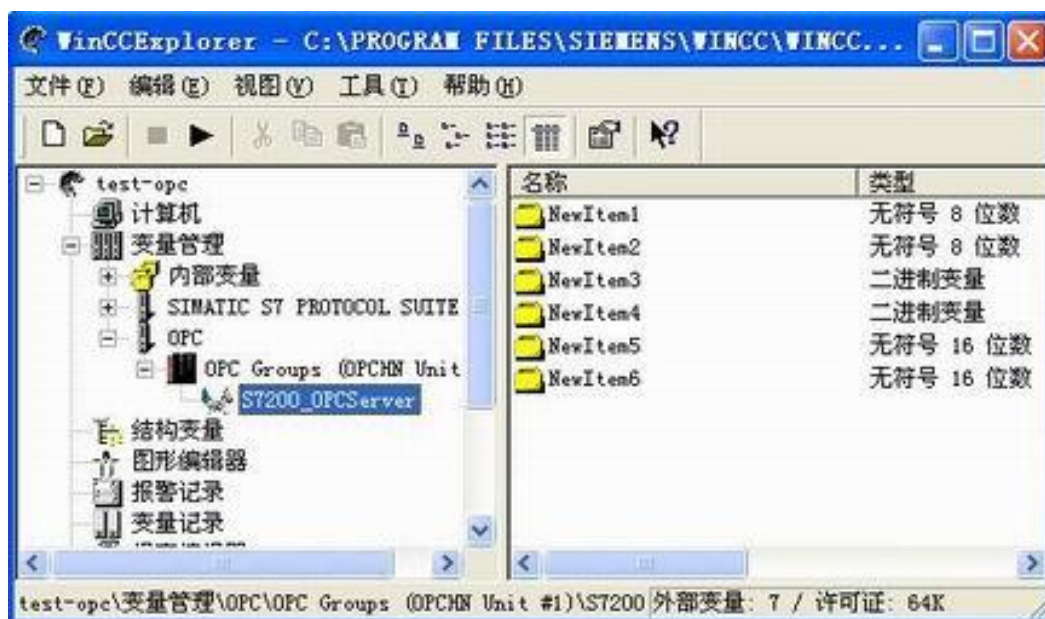 WinCCExplorer - C:\PROGRAM FILES\SIEMENS\WINCC\WINCC...
文件(F) 编辑(E) 视图(V) 工具(T) 帮助(H)
test-opc
计算机
变量管理
内部变量
SIMATIC S7 PROTOCOL SUITE
OPC
OPC Groups (OPCHN Unit
S7200_OPCServer
结构变量
图形编辑器
报警记录
变量记录
名称 类型
NewItem1 无符号 8 位数
NewItem2 无符号 8 位数
NewItem3 二进制变量
NewItem4 二进制变量
NewItem5 无符号 16 位数
NewItem6 无符号 16 位数
test-opc\变量管理\OPC\OPC Groups (OPCHN Unit #1)\S7200 外部变量: 7 / 许可证: 64K